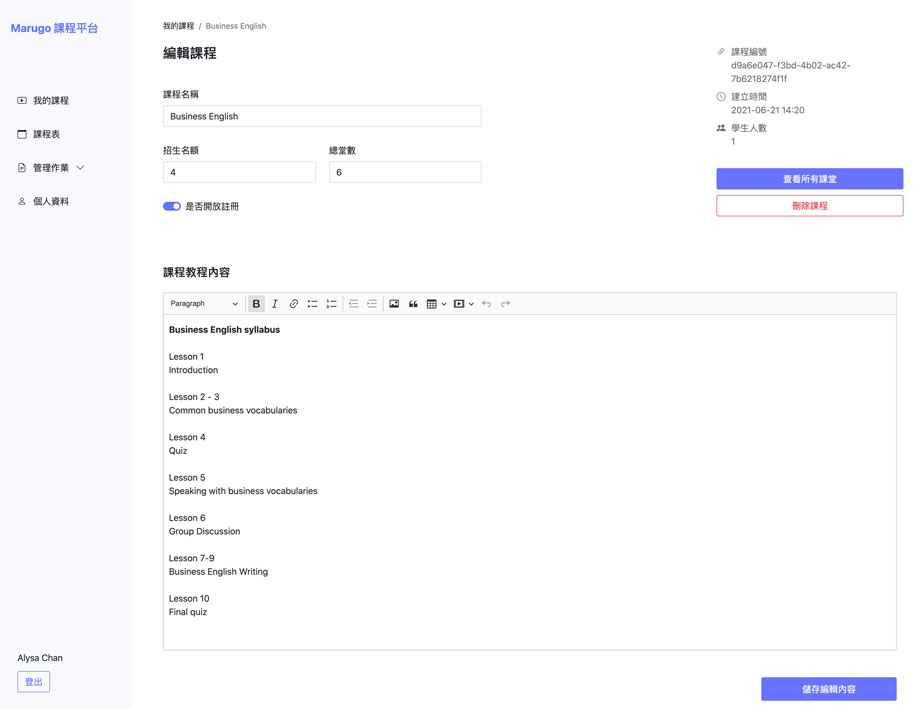 Marugo 課程平台
我的課程
課程表
管理作業
個人資料
Alysa Chan
登出
我的課程 / Business English
編輯課程
課程名稱
Business English
招生名額
總堂數
4
6
是否開放註冊
課程編號
d9a6e047-f3bd-4b02-ac42-
7b6218274f1f
建立時間
2021-06-21 14:20
學生人數
1
查看所有課堂
刪除課程
課程教程內容
Paragraph
Business English syllabus
Lesson 1
Introduction
Lesson 2 - 3
Common business vocabularies
Lesson 4
Quiz
Lesson 5
Speaking with business vocabularies
Lesson 6
Group Discussion
Lesson 7-9
Business English Writing
Lesson 10
Final quiz
儲存編輯內容